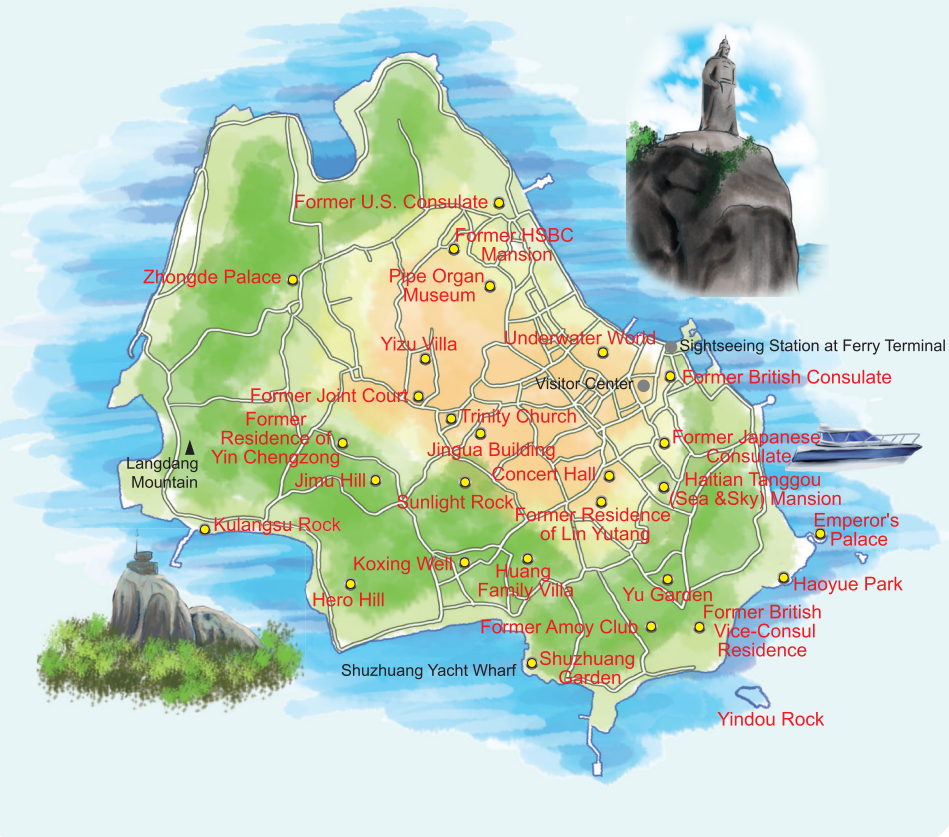 Former U.S. Consulate
Former HSBC
Mansion
Zhongde Palace
Pipe Organ
Museum
Yizu Villa
Underwater World
Sightseeing Station at Ferry Terminal
Visitor Center
Former British Consulate
Former Joint Court
Trinity Church
Former
Residence of
Yin Chengzong
Jingua Building
Former Japanese
Consulate
Langdang
Mountain
Jimu Hill
Concert Hall
Sunlight Rock
Haitian Tanggou
(Sea &Sky) Mansion
Former Residence
of Lin Yutang
Kulangsu Rock
Emperor's
Palace
Koxing Well
Huang
Family Villa
Hero Hill
Yu Garden
Haoyue Park
Former Amoy Club
Former British
Vice-Consul
Residence
Shuzhuang Yacht Wharf
Shuzhuang
Garden
Yindou Rock